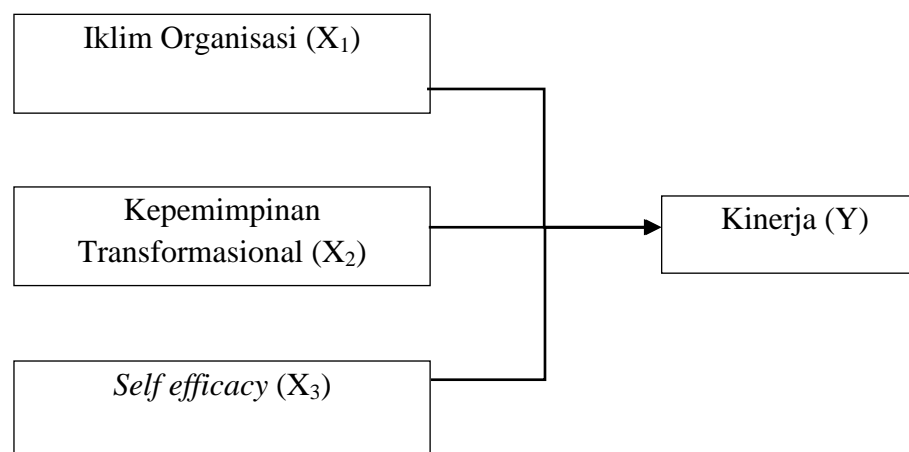 Iklim Organisasi (X₁)
Kepemimpinan
Transformasional (X₂)
Self efficacy (X₃)
Kinerja (Y)